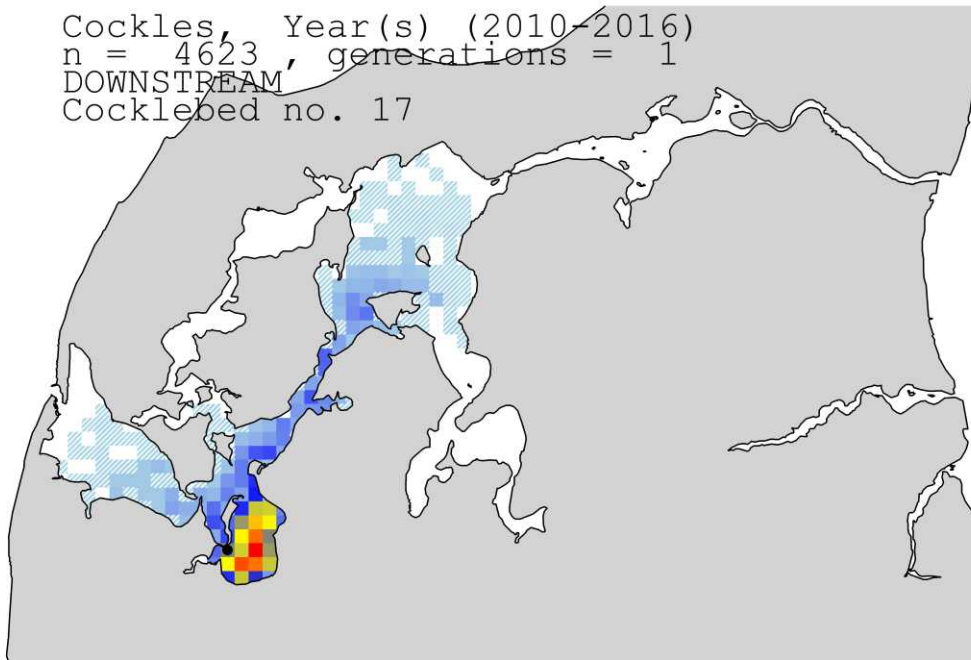 Cockles, Year(s) (2010-2016)
n = 4623 , generations = 1
DOWNSTREAM
Cocklebed no. 17